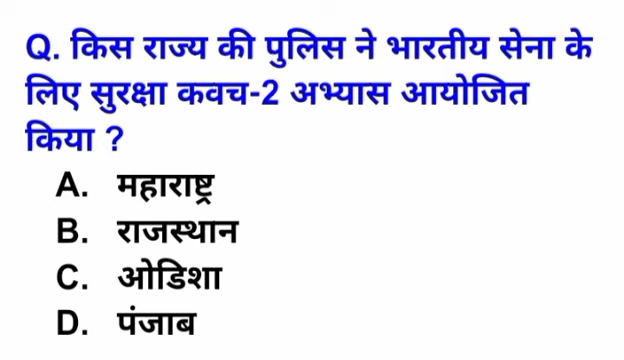 Q. किस राज्य की पुलिस ने भारतीय सेना के
लिए सुरक्षा कवच-2 अभ्यास आयोजित
किया ?
A. महाराष्ट्र
B. राजस्थान
C. ओडिशा
D. पंजाब